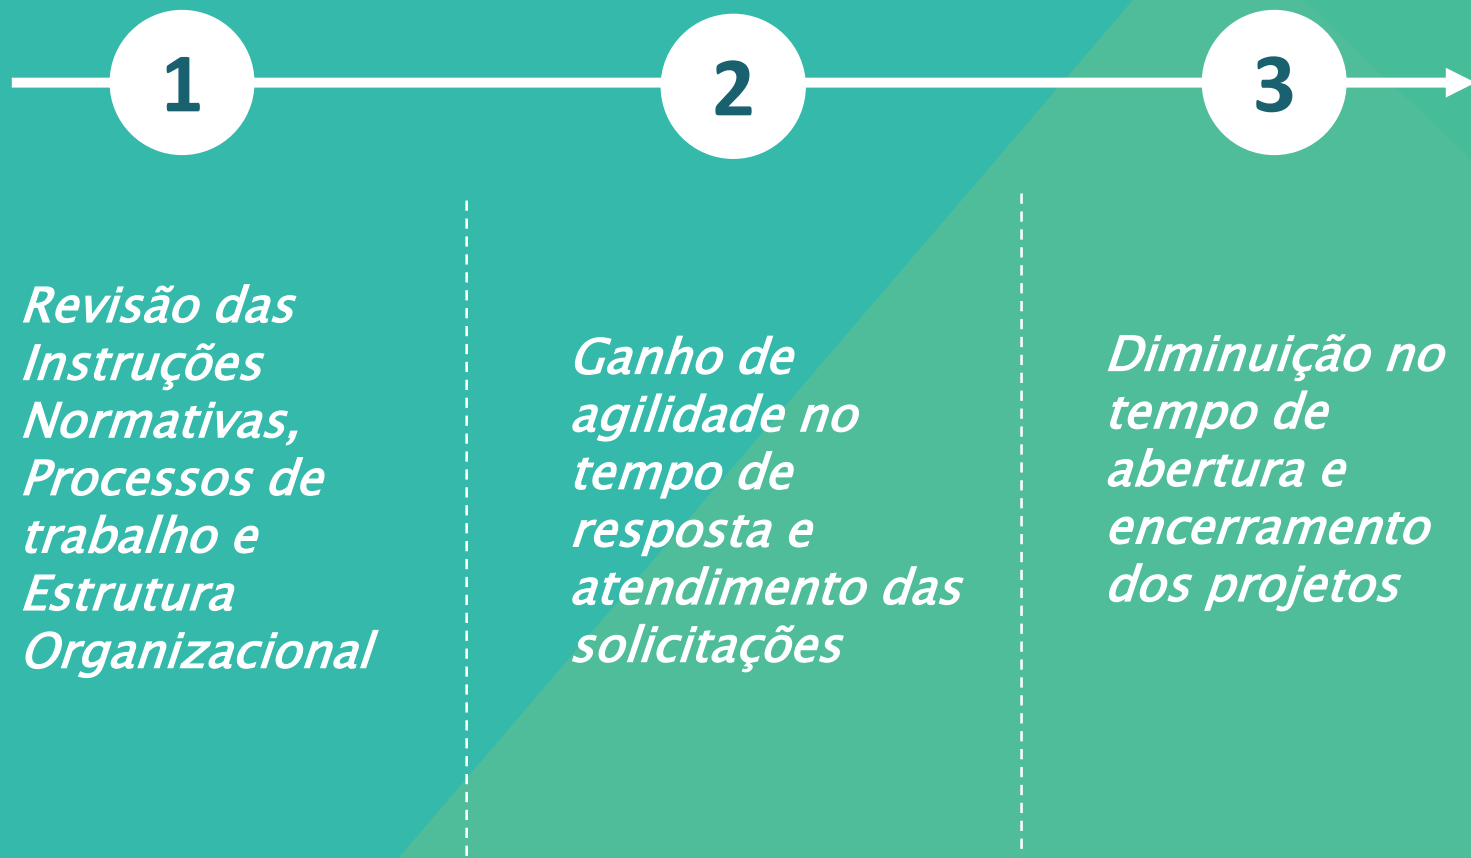 1
2
3
Revisão das
Instruções
Normativas,
Processos de
trabalho e
Estrutura
Organizacional
Ganho de
agilidade no
tempo de
resposta e
atendimento das
solicitações
Diminuição no
tempo de
abertura e
encerramento
dos projetos